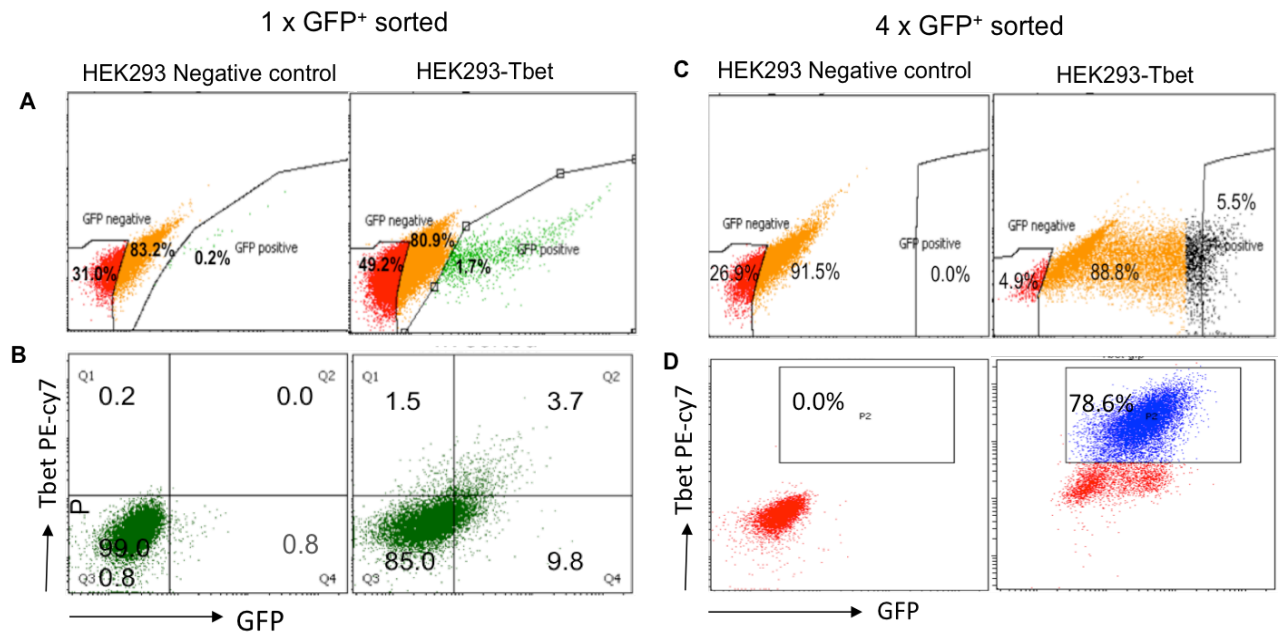 1 x GFP+ sorted
4 x GFP+ sorted
HEK293 Negative control
HEK293-Tbet
C
HEK293 Negative control
HEK293-Tbet
A
GFP negative
31.0%
83.2%
0.2%
GFP positive
GFP negative
49.2%
80.9%
1.7%
GFP positive
GFP negative
26.9%
91.5%
GFP positive
0.0%
GFP negative
4.9%
88.8%
5.5%
B
Tbet PE-cy7
P
Q1
0.2
0.0
Q2
99.0
Q3
0.8
0.8
Q4
Q1
1.5
3.7
Q2
85.0
Q3
9.8
Q4
GFP
D
Tbet PE-cy7
0.0%
P2
78.6%
P2
GFP